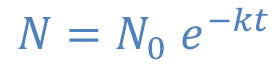 N = N₀ e⁻ᵏᵗ